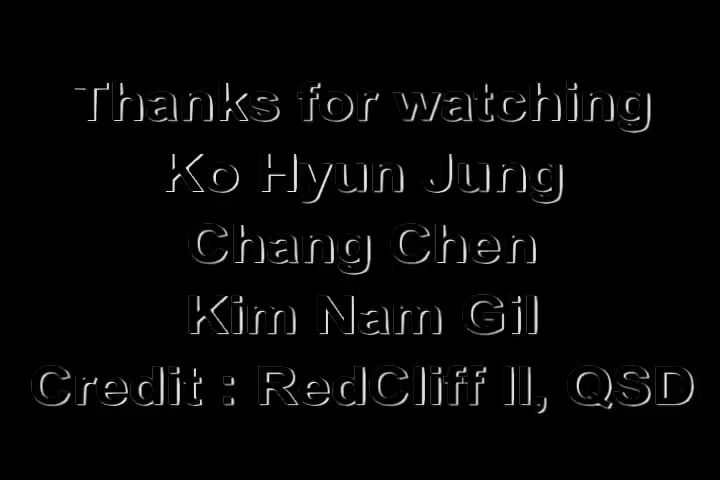 Thanks for watching
Ko Hyun Jung
Chang Chen
Kim Nam Gil
Credit : RedCliff II, QSD